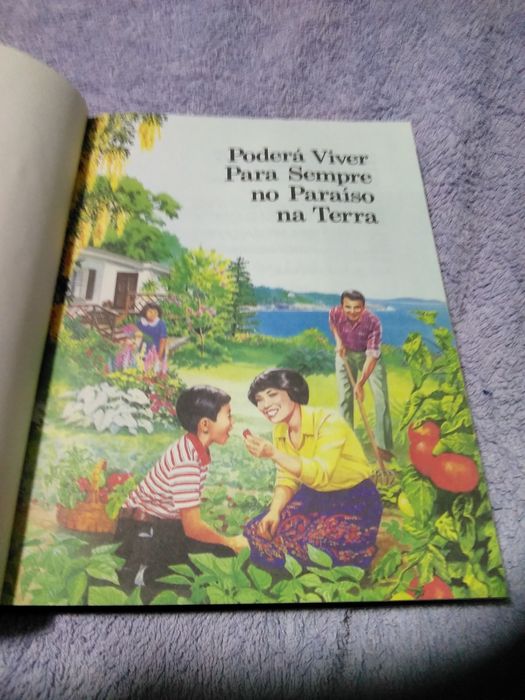 Poderá Viver
Para Sempre
no Paraíso
na Terra